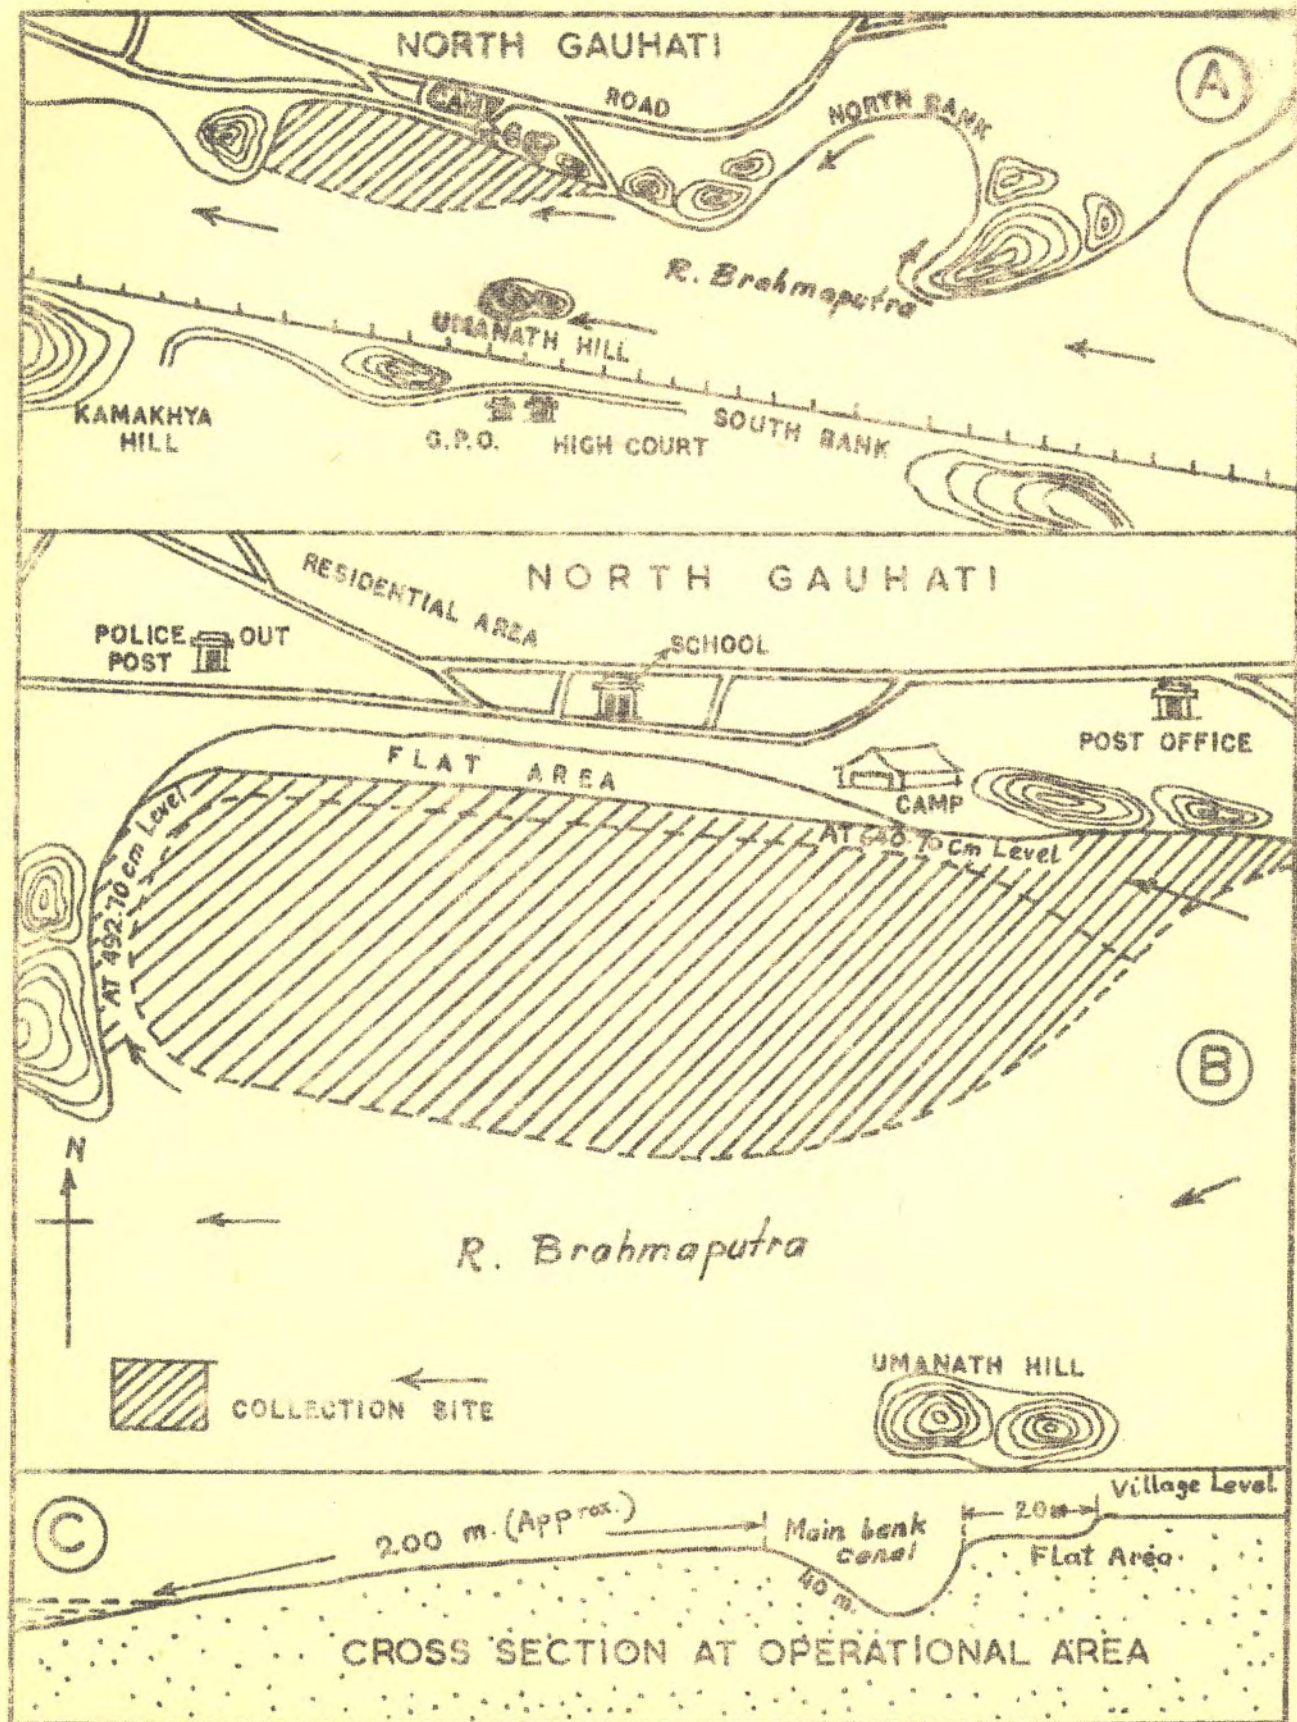 NORTH GAUHATI
A
CAMP
ROAD
NORTH BANK
R. Brahmaputra
UMANATH HILL
KAMAKHYA
HILL
G.P.O.
HIGH COURT
SOUTH BANK
NORTH GAUHATI
RESIDENTIAL AREA
POLICE OUT
POST
SCHOOL
POST OFFICE
FLAT AREA
CAMP
AT 640.70 Cm Level
AT 492.70 cm Level
B
N
R. Brahmaputra
UMANATH HILL
COLLECTION SITE
C
200 m. (Approx.)
Main bank
canal
40 m.
20m
Village Level
Flat Area.
CROSS SECTION AT OPERATIONAL AREA